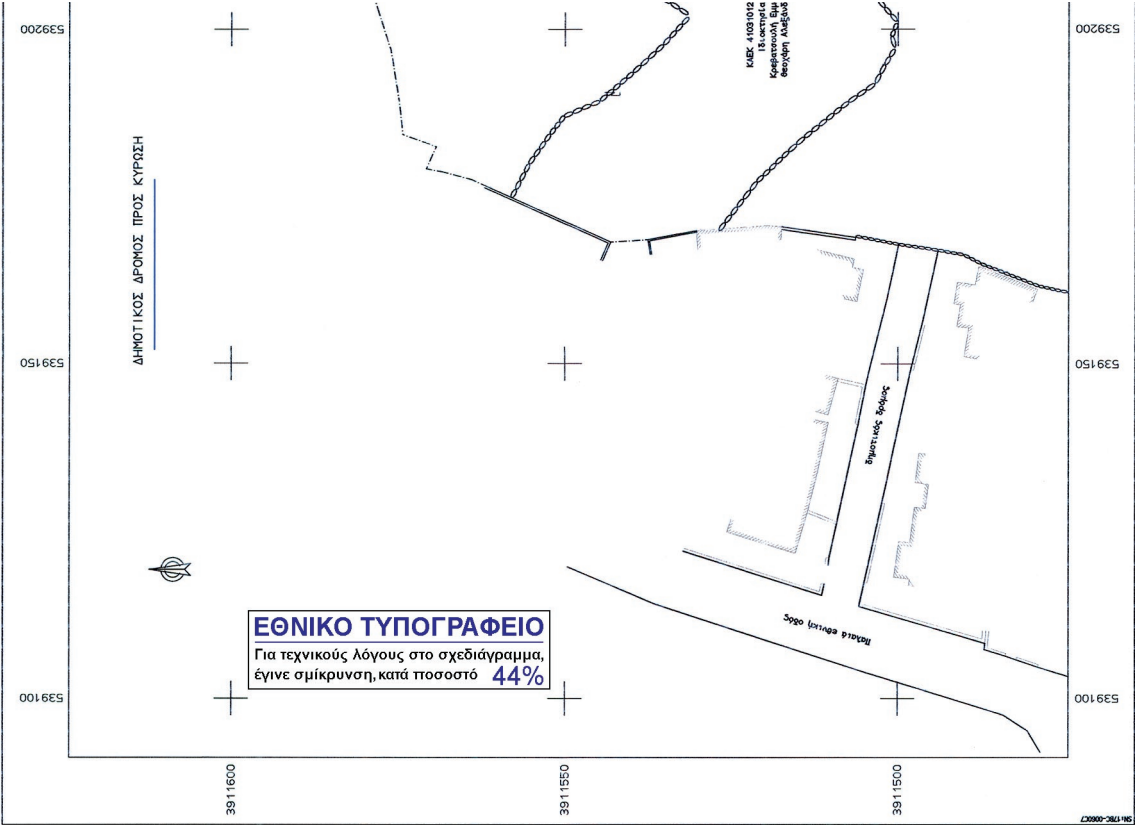 539200
539200
ΚΑΕΚ 41031012
Ιδιοκτησία
Κρεβατσούλη Εμμ
Θεοχάρη Αλεξάνδ
ΔΗΜΟΤΙΚΟΣ ΔΡΟΜΟΣ ΠΡΟΣ ΚΥΡΩΣΗ
539150
539150
δημοτικός δρόμος
Παλαιά εθνική οδός
ΕΘΝΙΚΟ ΤΥΠΟΓΡΑΦΕΙΟ
Για τεχνικούς λόγους στο σχεδιάγραμμα,
έγινε σμίκρυνση, κατά ποσοστό 44%
539100
539100
3911600
3911550
3911500